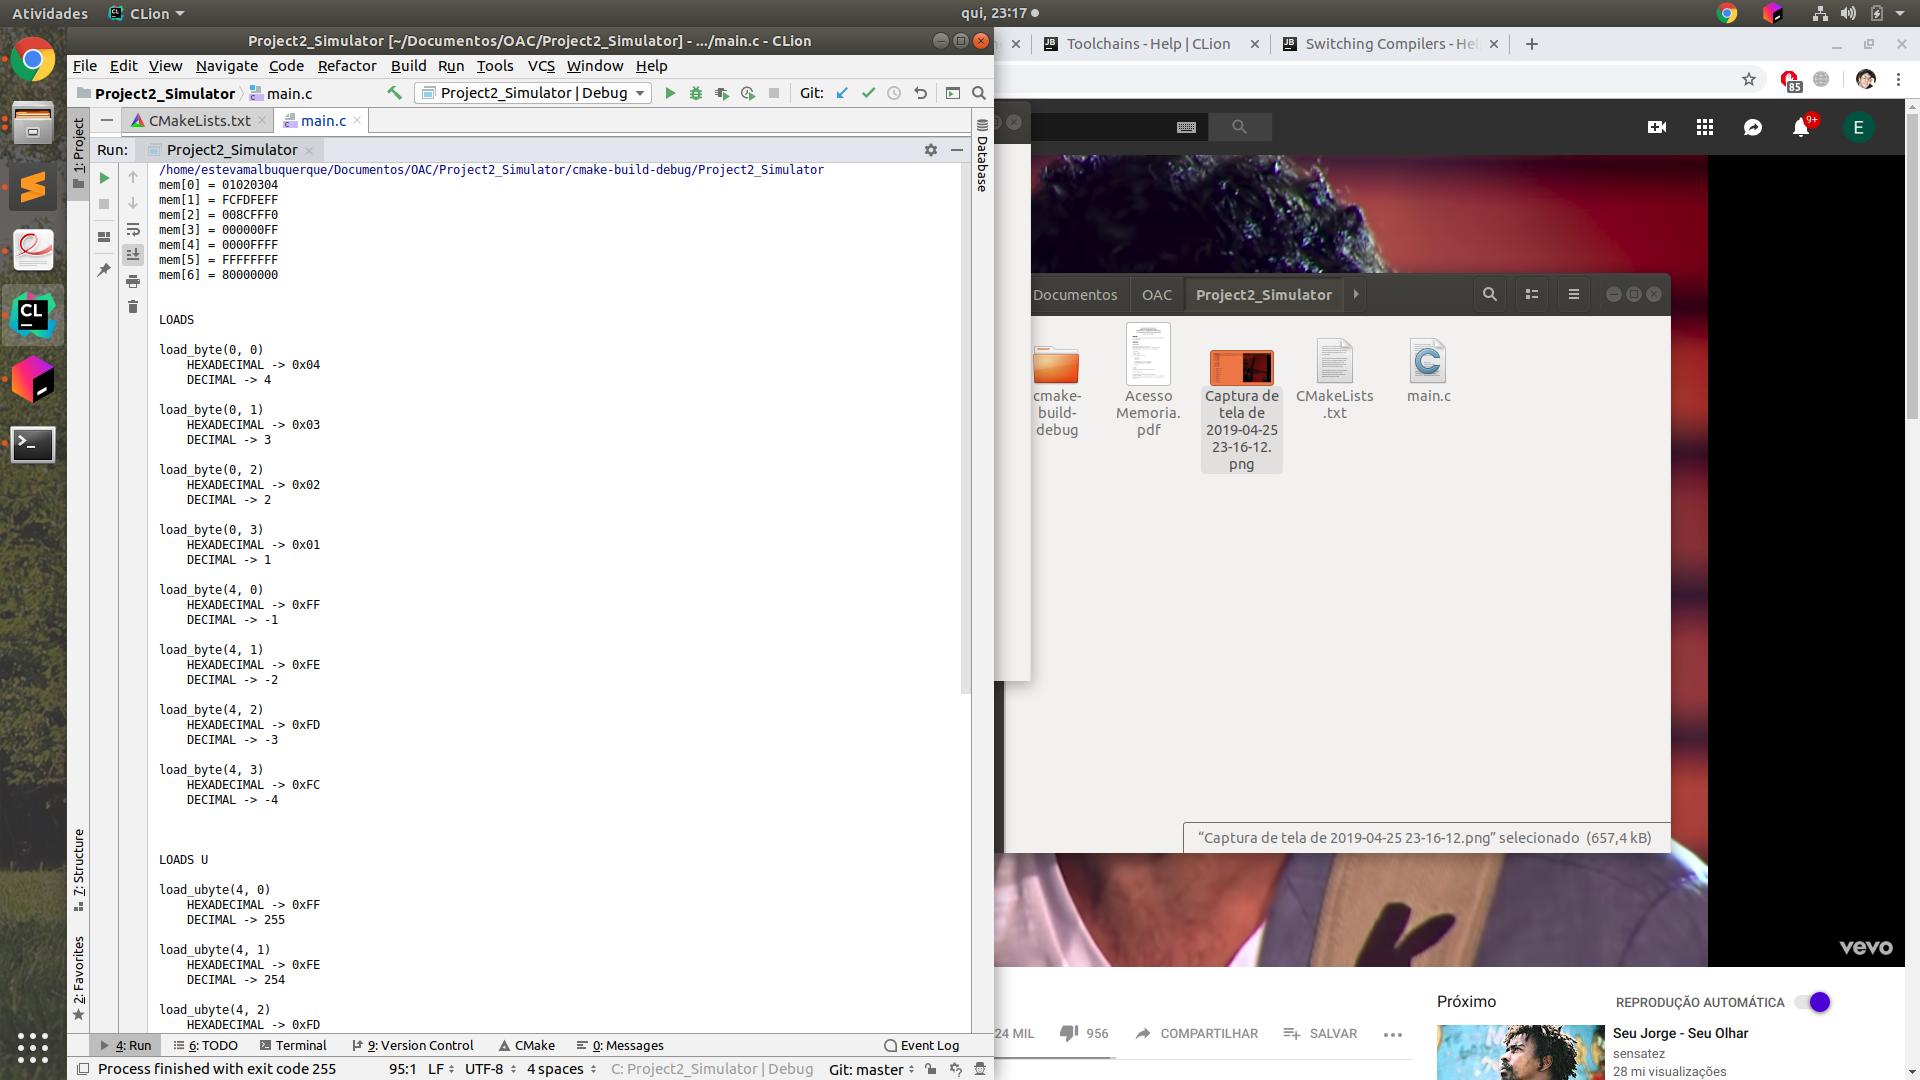 Atividades
CLion
qui, 23:17
Project2_Simulator [~/Documentos/OAC/Project2_Simulator] - .../main.c - CLion
File Edit View Navigate Code Refactor Build Run Tools VCS Window Help
Project2_Simulator main.c
Project2_Simulator | Debug
Git:
CMakeLists.txt main.c
Run: Project2_Simulator
1: Project
7: Structure
2: Favorites
Database
/home/estevamalbuquerque/Documentos/OAC/Project2_Simulator/cmake-build-debug/Project2_Simulator
mem[0] = 01020304
mem[1] = FCFDFEFF
mem[2] = 008CFFF0
mem[3] = 000000FF
mem[4] = 0000FFFF
mem[5] = FFFFFFFF
mem[6] = 80000000
LOADS
load_byte(0, 0)
HEXADECIMAL -> 0x04
DECIMAL -> 4
load_byte(0, 1)
HEXADECIMAL -> 0x03
DECIMAL -> 3
load_byte(0, 2)
HEXADECIMAL -> 0x02
DECIMAL -> 2
load_byte(0, 3)
HEXADECIMAL -> 0x01
DECIMAL -> 1
load_byte(4, 0)
HEXADECIMAL -> 0xFF
DECIMAL -> -1
load_byte(4, 1)
HEXADECIMAL -> 0xFE
DECIMAL -> -2
load_byte(4, 2)
HEXADECIMAL -> 0xFD
DECIMAL -> -3
load_byte(4, 3)
HEXADECIMAL -> 0xFC
DECIMAL -> -4
LOADS U
load_ubyte(4, 0)
HEXADECIMAL -> 0xFF
DECIMAL -> 255
load_ubyte(4, 1)
HEXADECIMAL -> 0xFE
DECIMAL -> 254
load_ubyte(4, 2)
HEXADECIMAL -> 0xFD
4: Run 6: TODO Terminal 9: Version Control CMake 0: Messages Event Log
Process finished with exit code 255
95:1 LF UTF-8 4 spaces C: Project2_Simulator | Debug Git: master
CL
Toolchains - Help | CLion
Switching Compilers - Hel
85
9+
E
Documentos OAC Project2_Simulator
cmake-
build-
debug
Acesso
Memoria.
pdf
Captura de
tela de
2019-04-25
23-16-12.
png
CMakeLists
.txt
main.c
“Captura de tela de 2019-04-25 23-16-12.png” selecionado (657,4 kB)
vevo
24 MIL 956 COMPARTILHAR SALVAR
Próximo
REPRODUÇÃO AUTOMÁTICA
Seu Jorge - Seu Olhar
sensatez
28 mi visualizações